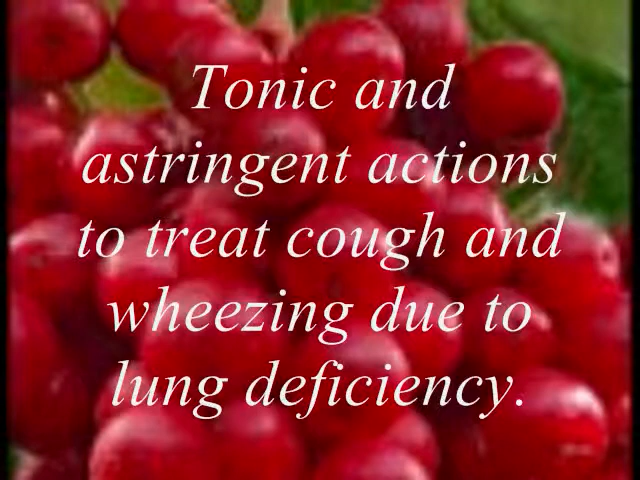 Tonic and
astringent actions
to treat cough and
wheezing due to
lung deficiency.